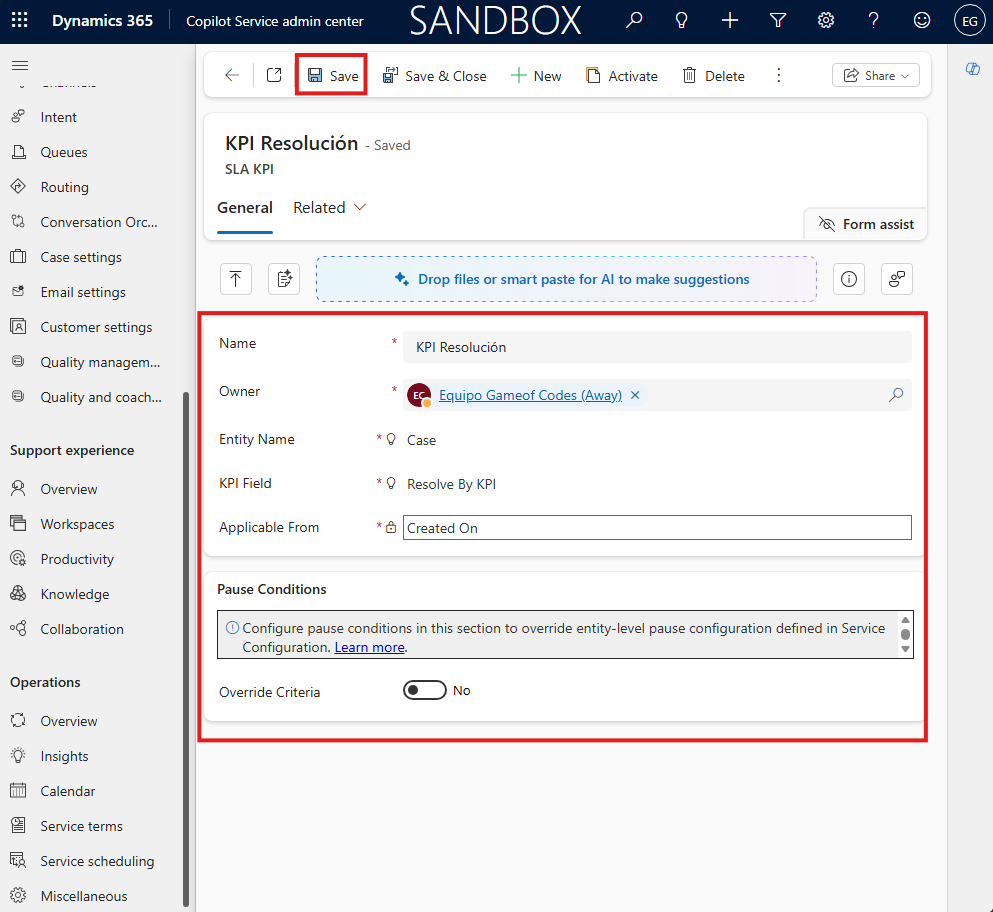 Dynamics 365
Copilot Service admin center
SANDBOX
EG
Save
Save & Close
New
Activate
Delete
Share
Intent
Queues
Routing
Conversation Orc...
Case settings
Email settings
Customer settings
Quality managem...
Quality and coach...
Support experience
Overview
Workspaces
Productivity
Knowledge
Collaboration
Operations
Overview
Insights
Calendar
Service terms
Service scheduling
Miscellaneous
KPI Resolución - Saved
SLA KPI
General
Related
Form assist
Drop files or smart paste for AI to make suggestions
Name * KPI Resolución
Owner * EC Equipo Gameof Codes (Away)
Entity Name * Case
KPI Field * Resolve By KPI
Applicable From * Created On
Pause Conditions
Configure pause conditions in this section to override entity-level pause configuration defined in Service
Configuration. Learn more.
Override Criteria No